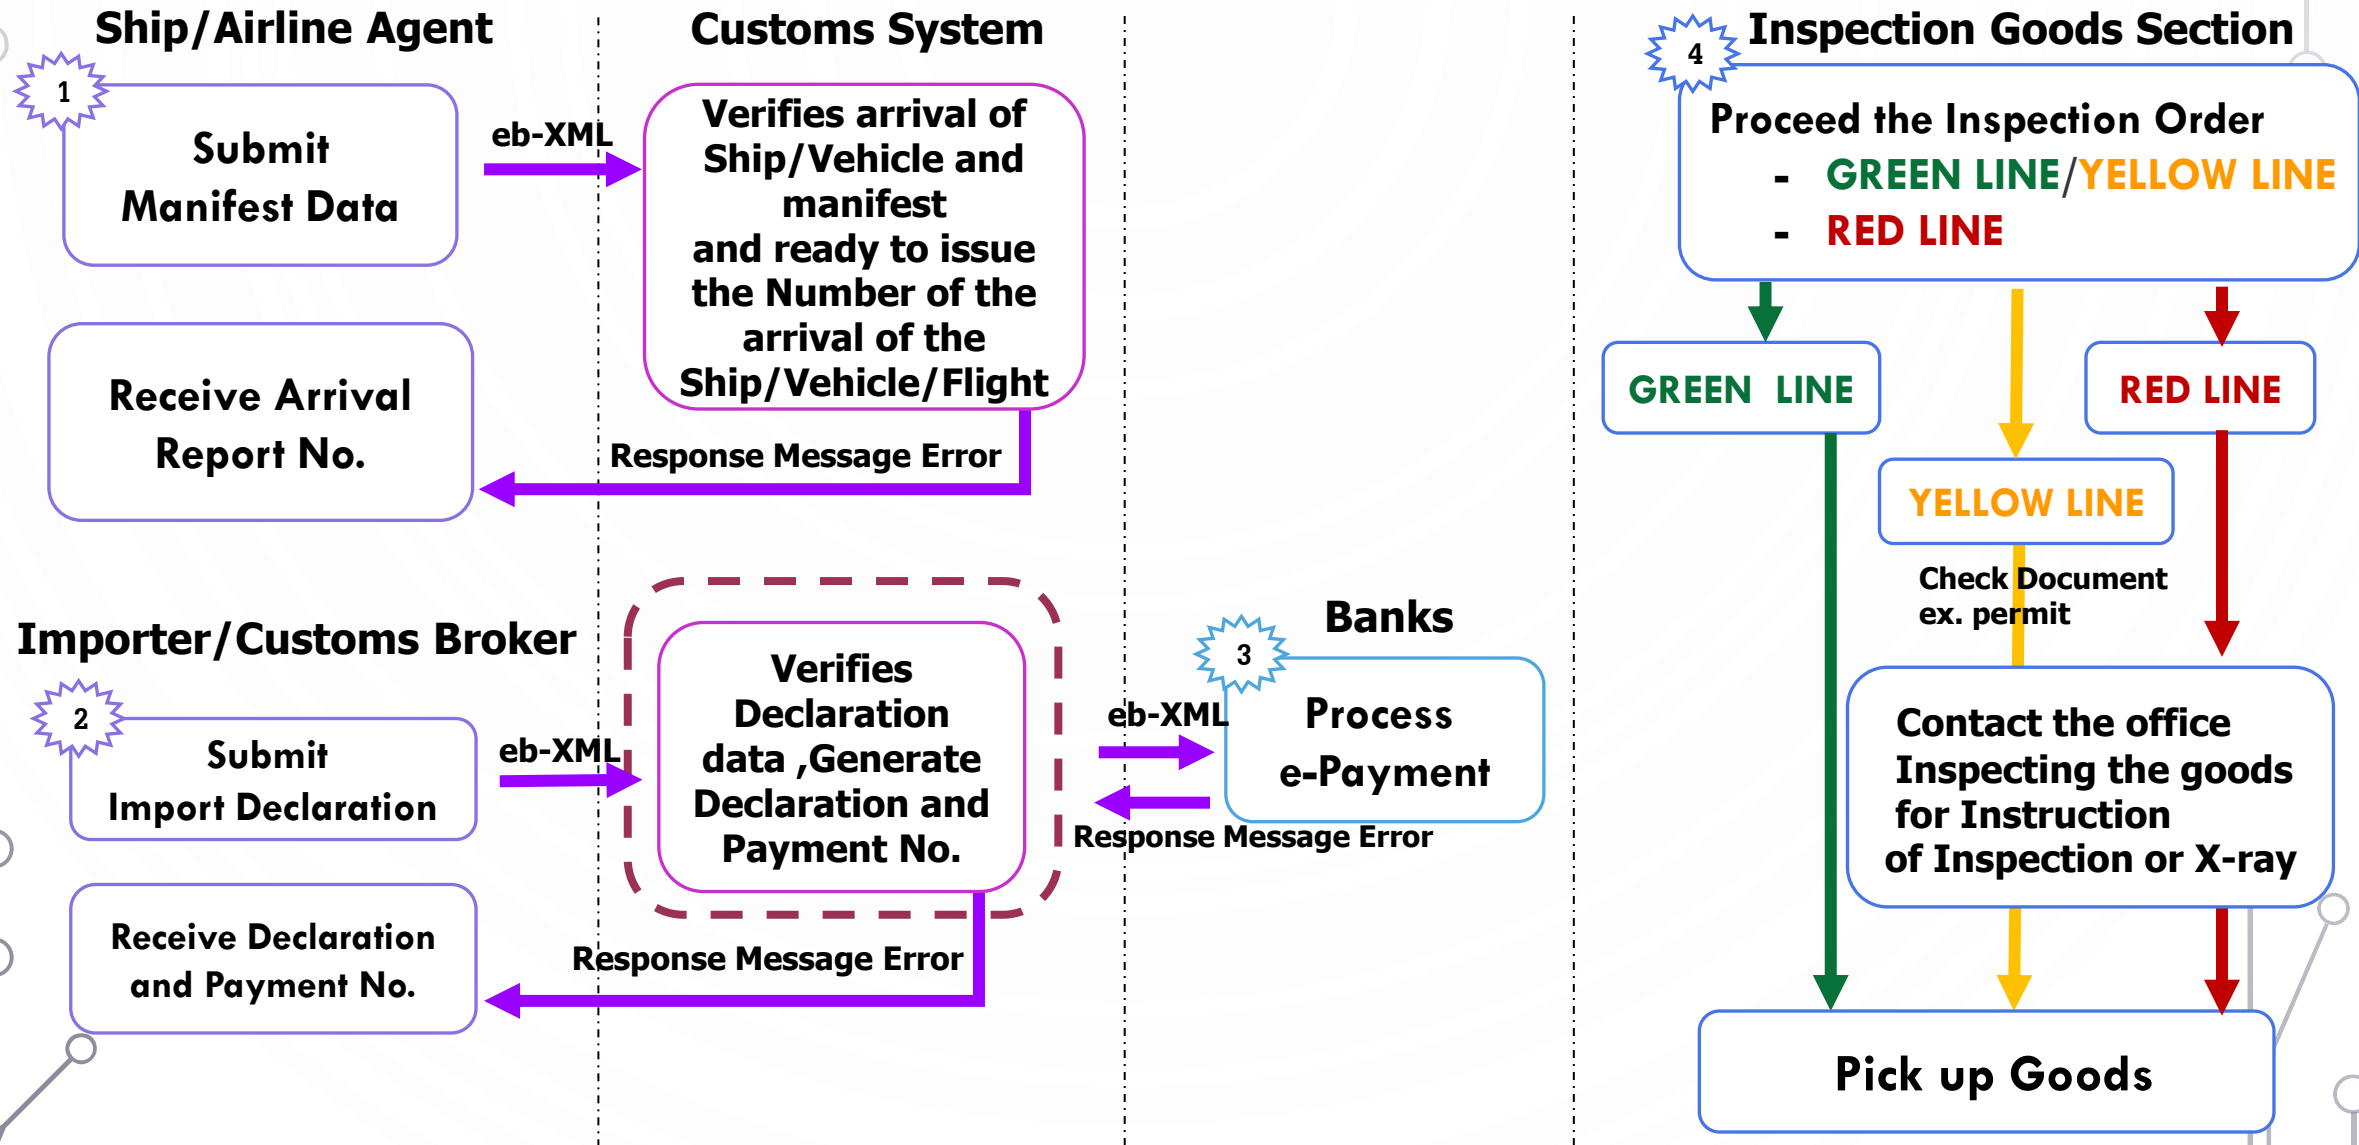 Ship/Airline Agent
1
Submit
Manifest Data
eb-XML
Receive Arrival
Report No.
Customs System
Verifies arrival of
Ship/Vehicle and
manifest
and ready to issue
the Number of the
arrival of the
Ship/Vehicle/Flight
Response Message Error
Importer/Customs Broker
2
Submit
Import Declaration
eb-XML
Receive Declaration
and Payment No.
Verifies
Declaration
data ,Generate
Declaration and
Payment No.
Response Message Error
Banks
3
eb-XML
Process
e-Payment
Response Message Error
4
Inspection Goods Section
Proceed the Inspection Order
- GREEN LINE/YELLOW LINE
- RED LINE
GREEN LINE
RED LINE
YELLOW LINE
Check Document
ex. permit
Contact the office
Inspecting the goods
for Instruction
of Inspection or X-ray
Pick up Goods